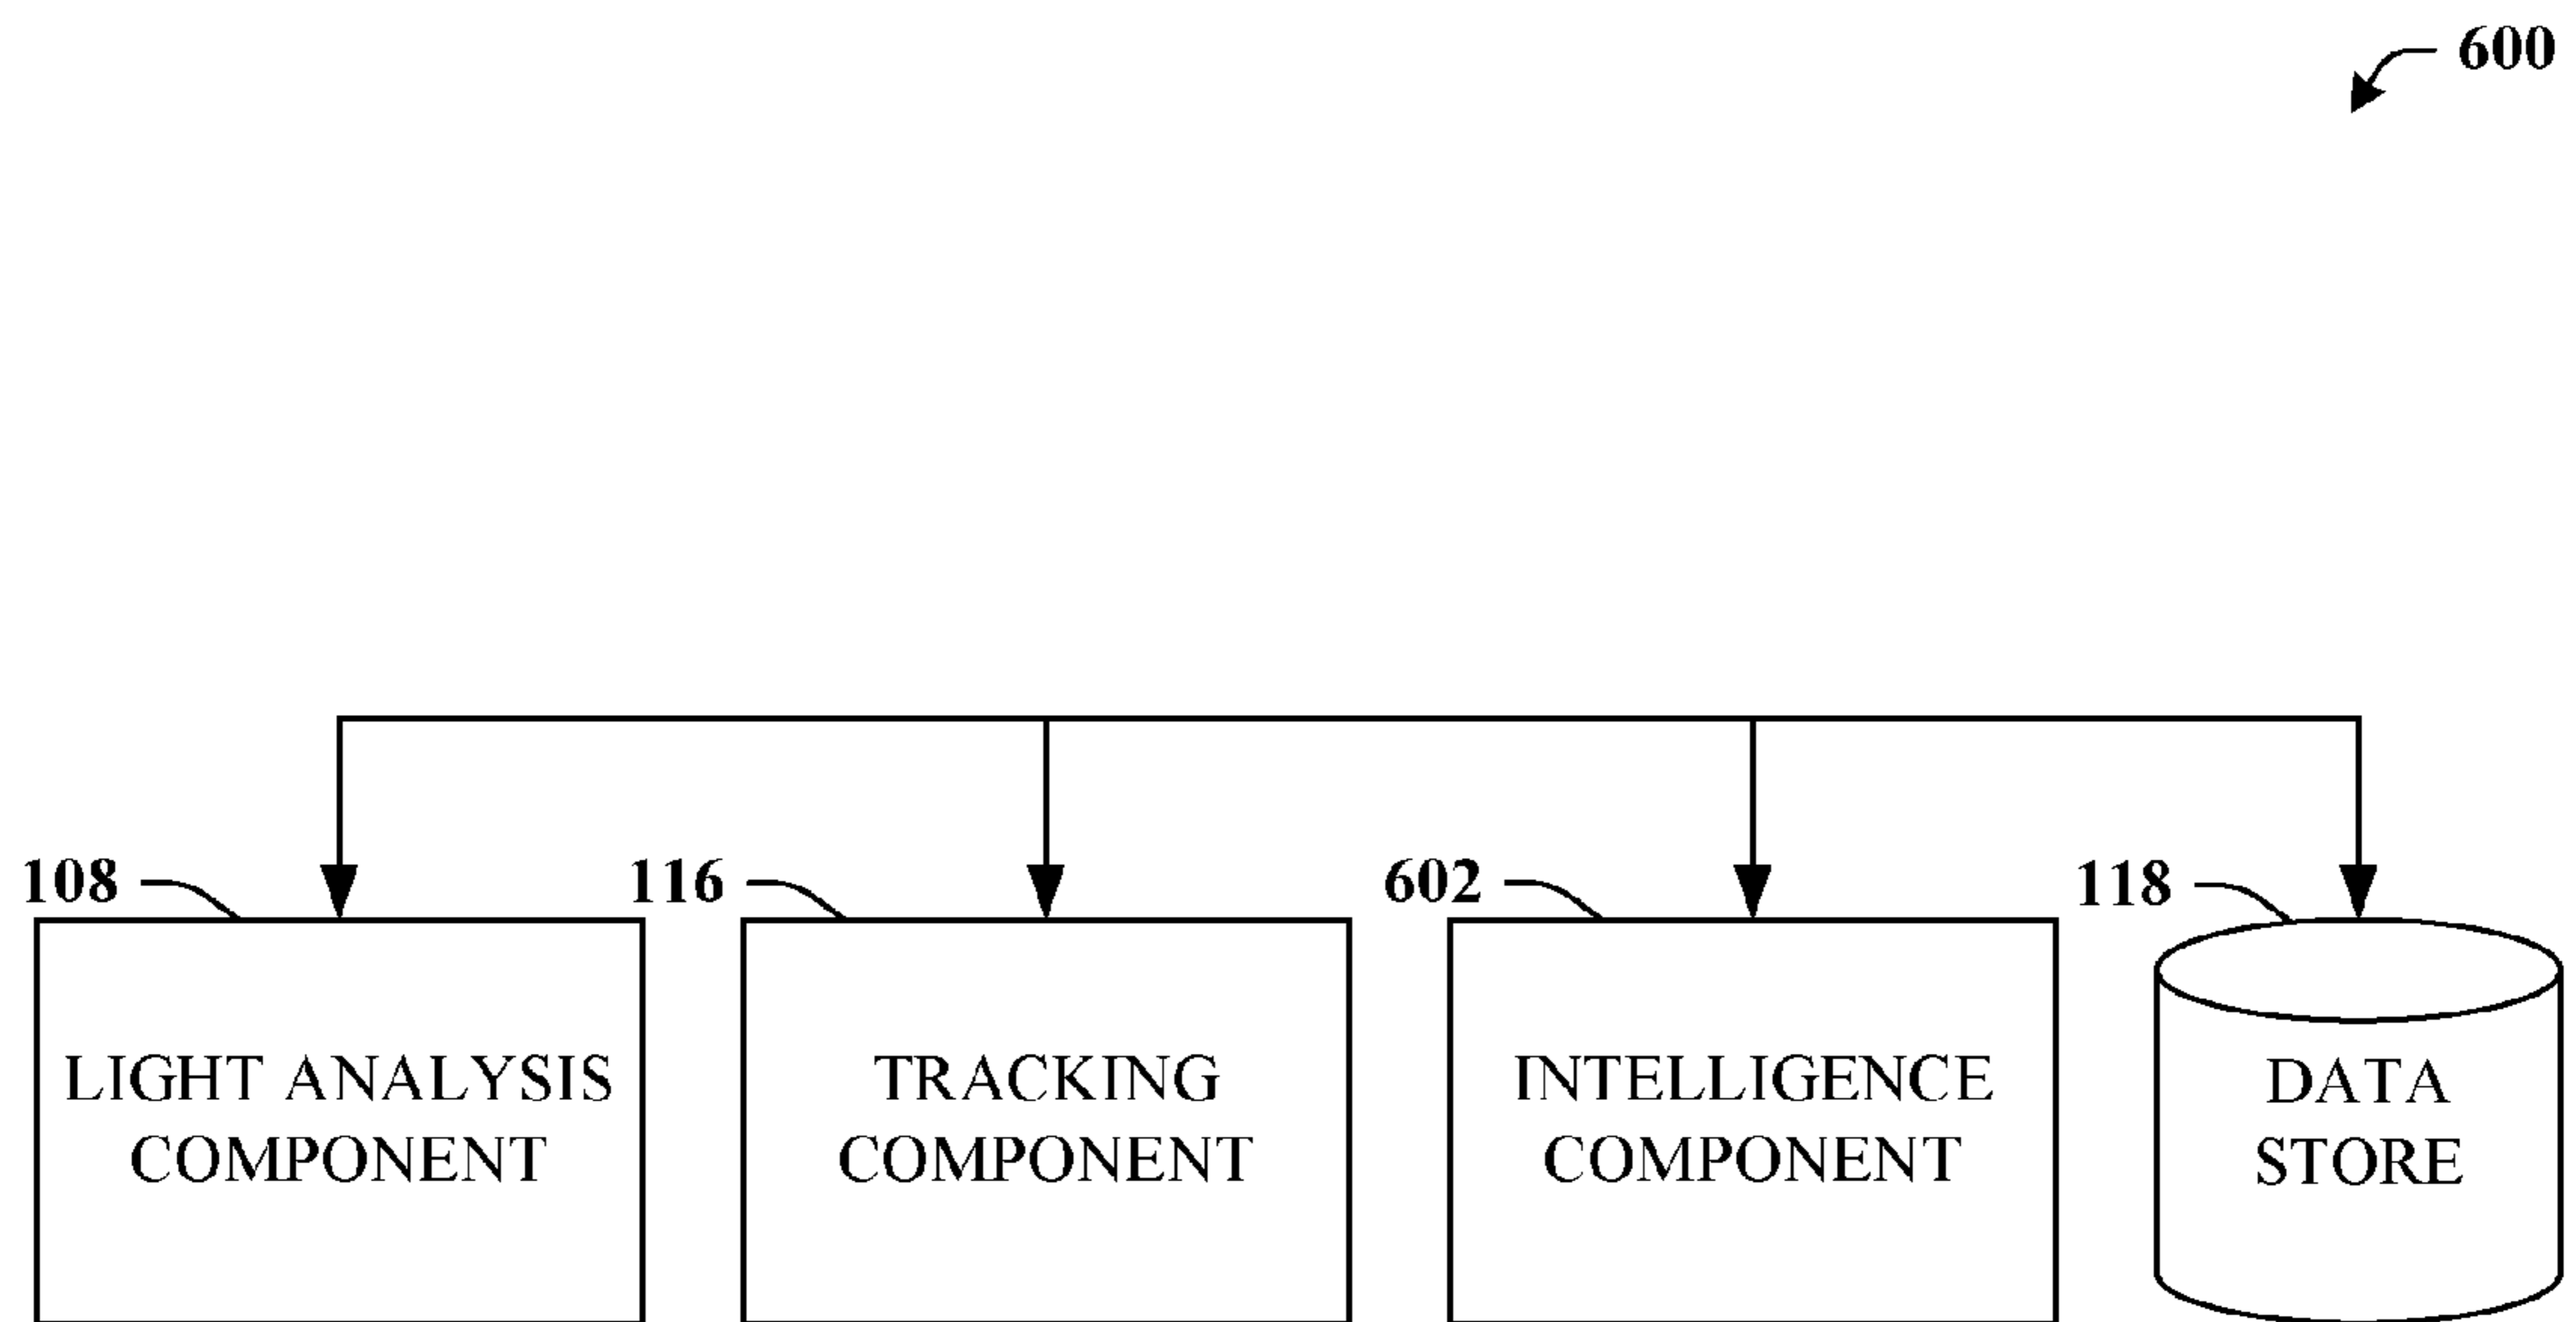 600
108
LIGHT ANALYSIS
COMPONENT
116
TRACKING
COMPONENT
602
INTELLIGENCE
COMPONENT
118
DATA
STORE